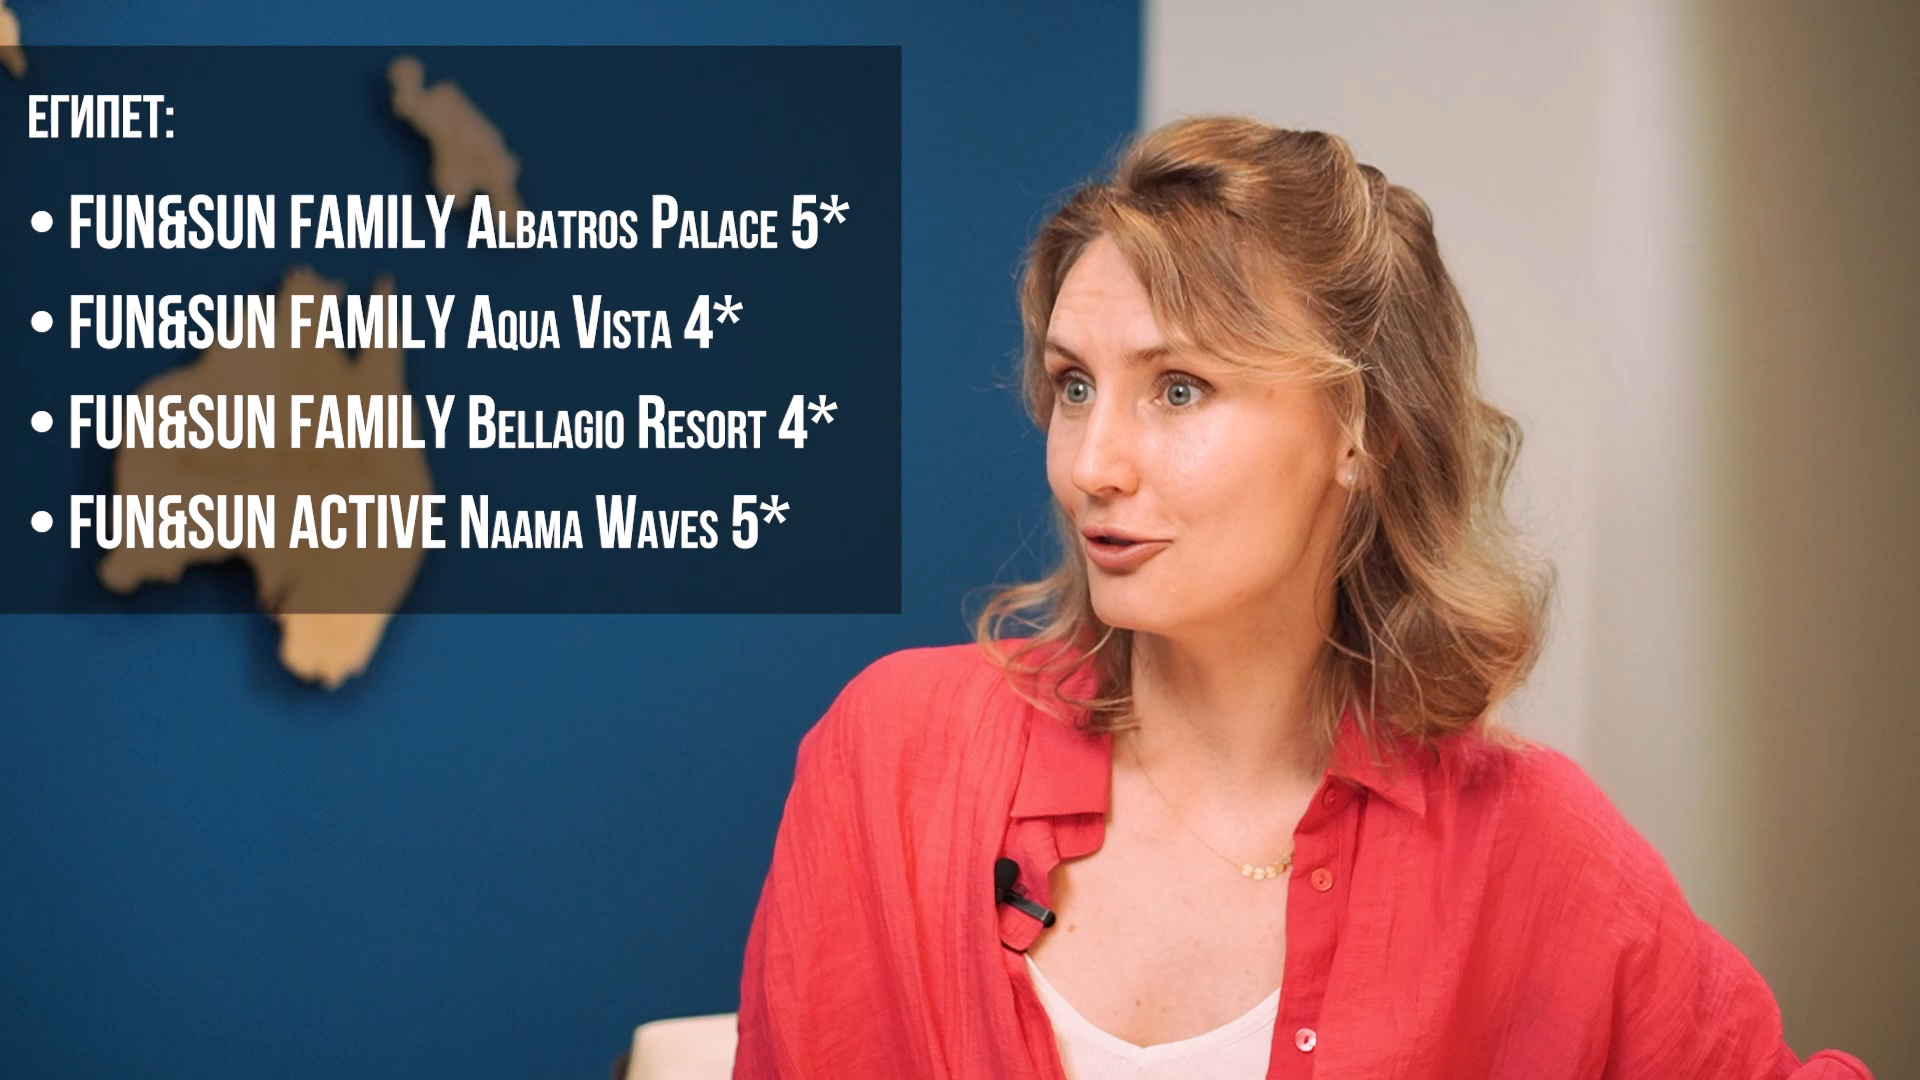 ЕГИПЕТ:
• FUN&SUN FAMILY Albatros Palace 5*
• FUN&SUN FAMILY Aqua Vista 4*
• FUN&SUN FAMILY Bellagio Resort 4*
• FUN&SUN ACTIVE Naama Waves 5*